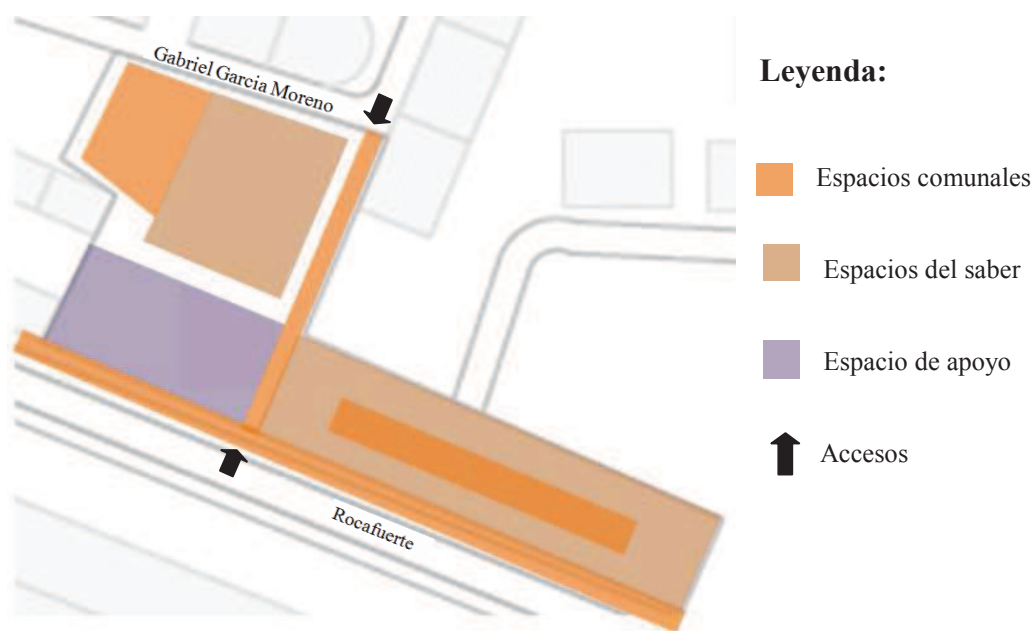 Gabriel Garcia Moreno
Rocafuerte
Leyenda:
Espacios comunales
Espacios del saber
Espacio de apoyo
Accesos